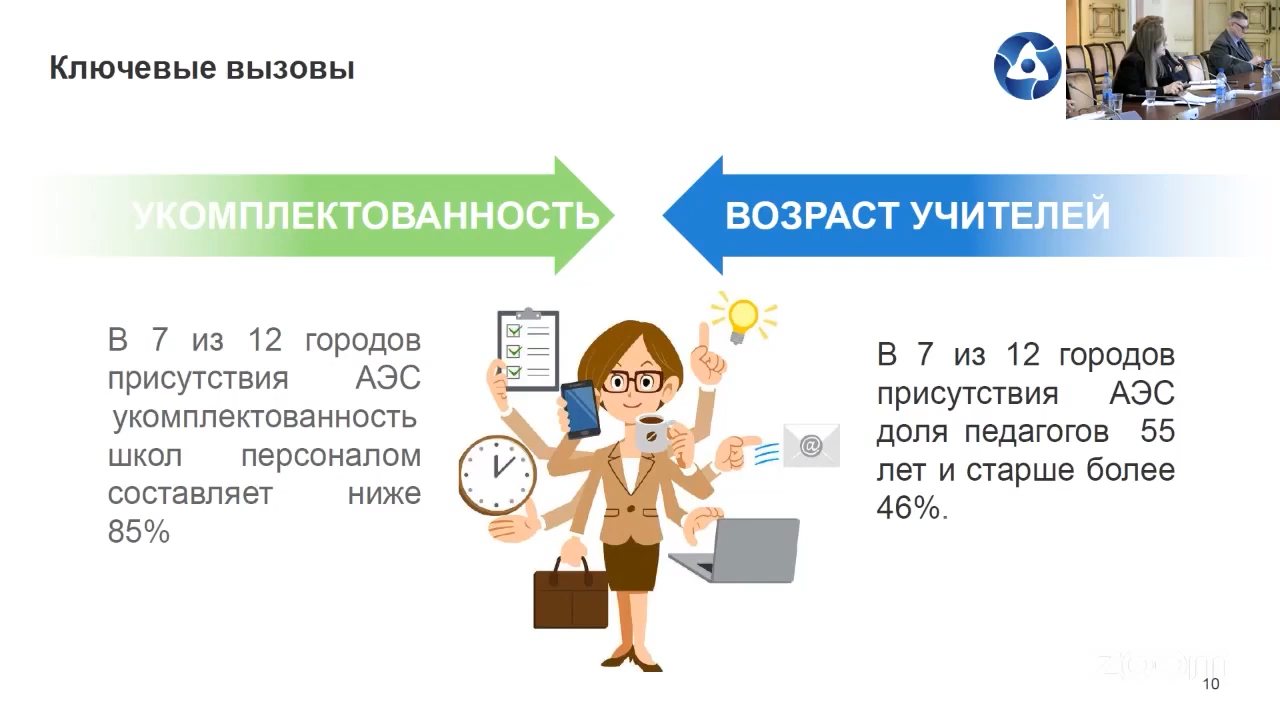 Ключевые вызовы
УКОМПЛЕКТОВАННОСТЬ
ВОЗРАСТ УЧИТЕЛЕЙ
В 7 из 12 городов
присутствия АЭС
укомплектованность
школ персоналом
составляет ниже
85%
В 7 из 12 городов
присутствия АЭС
доля педагогов 55
лет и старше более
46%.
@
zoom
10